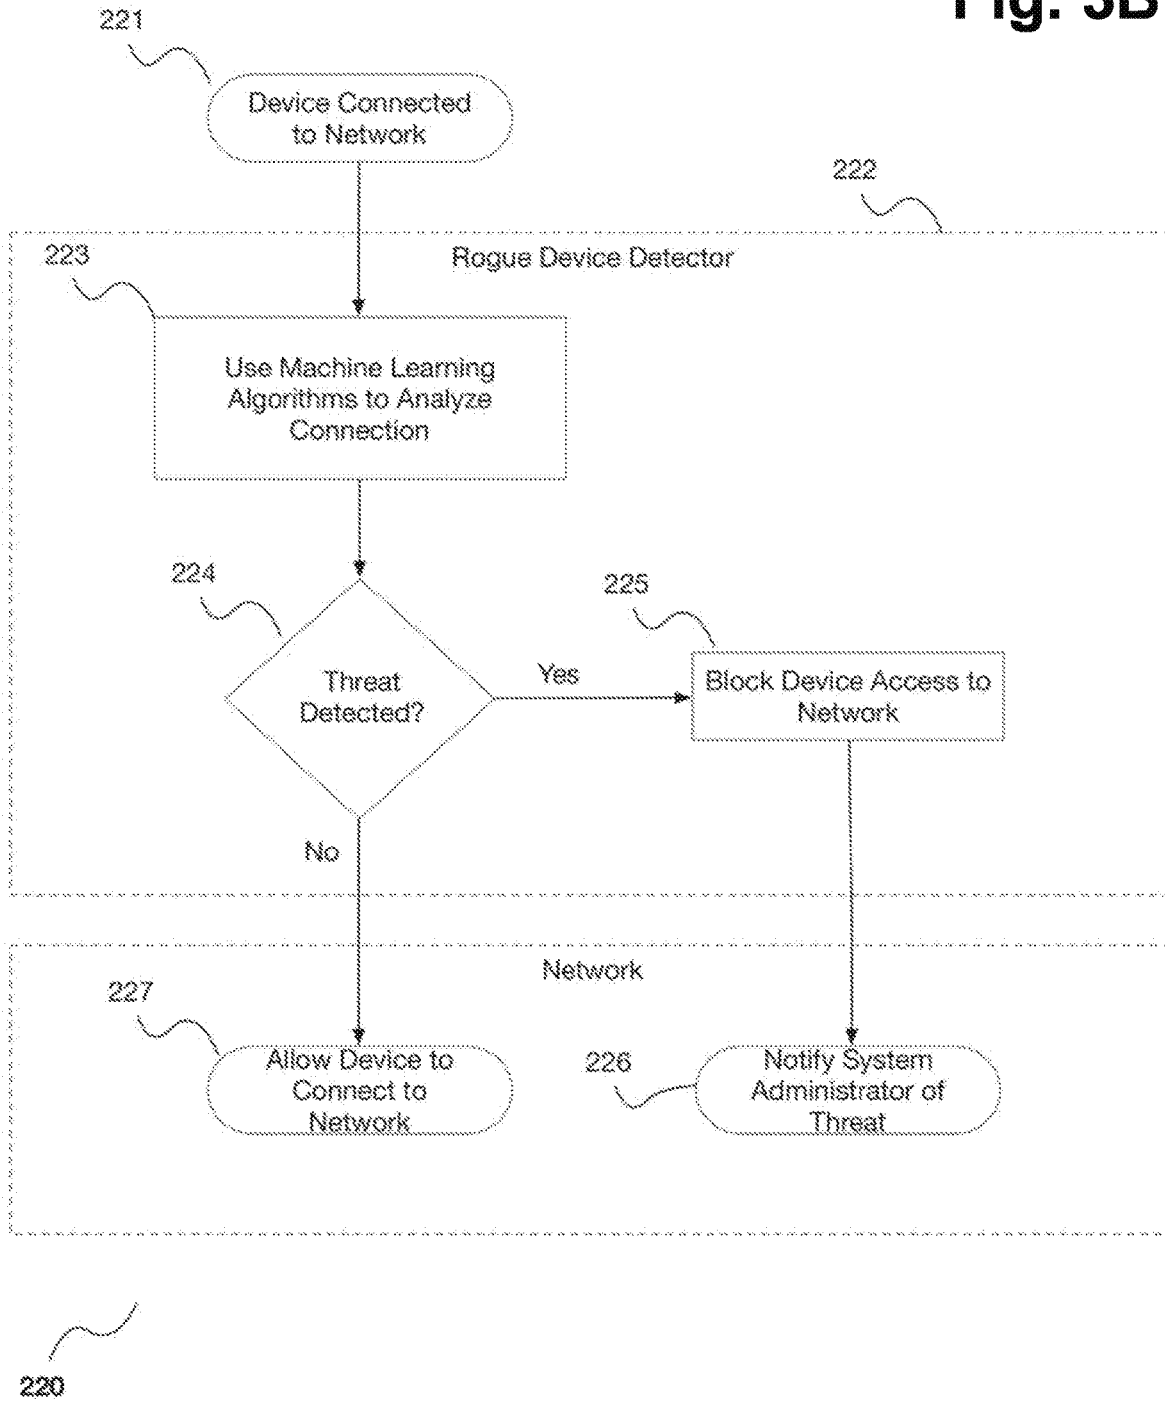 Fig. 3B
221
Device Connected
to Network
222
223
Rogue Device Detector
Use Machine Learning
Algorithms to Analyze
Connection
224
225
Threat
Detected?
Yes
Block Device Access to
Network
No
Network
227
Allow Device to
Connect to
Network
226
Notify System
Administrator of
Threat
220